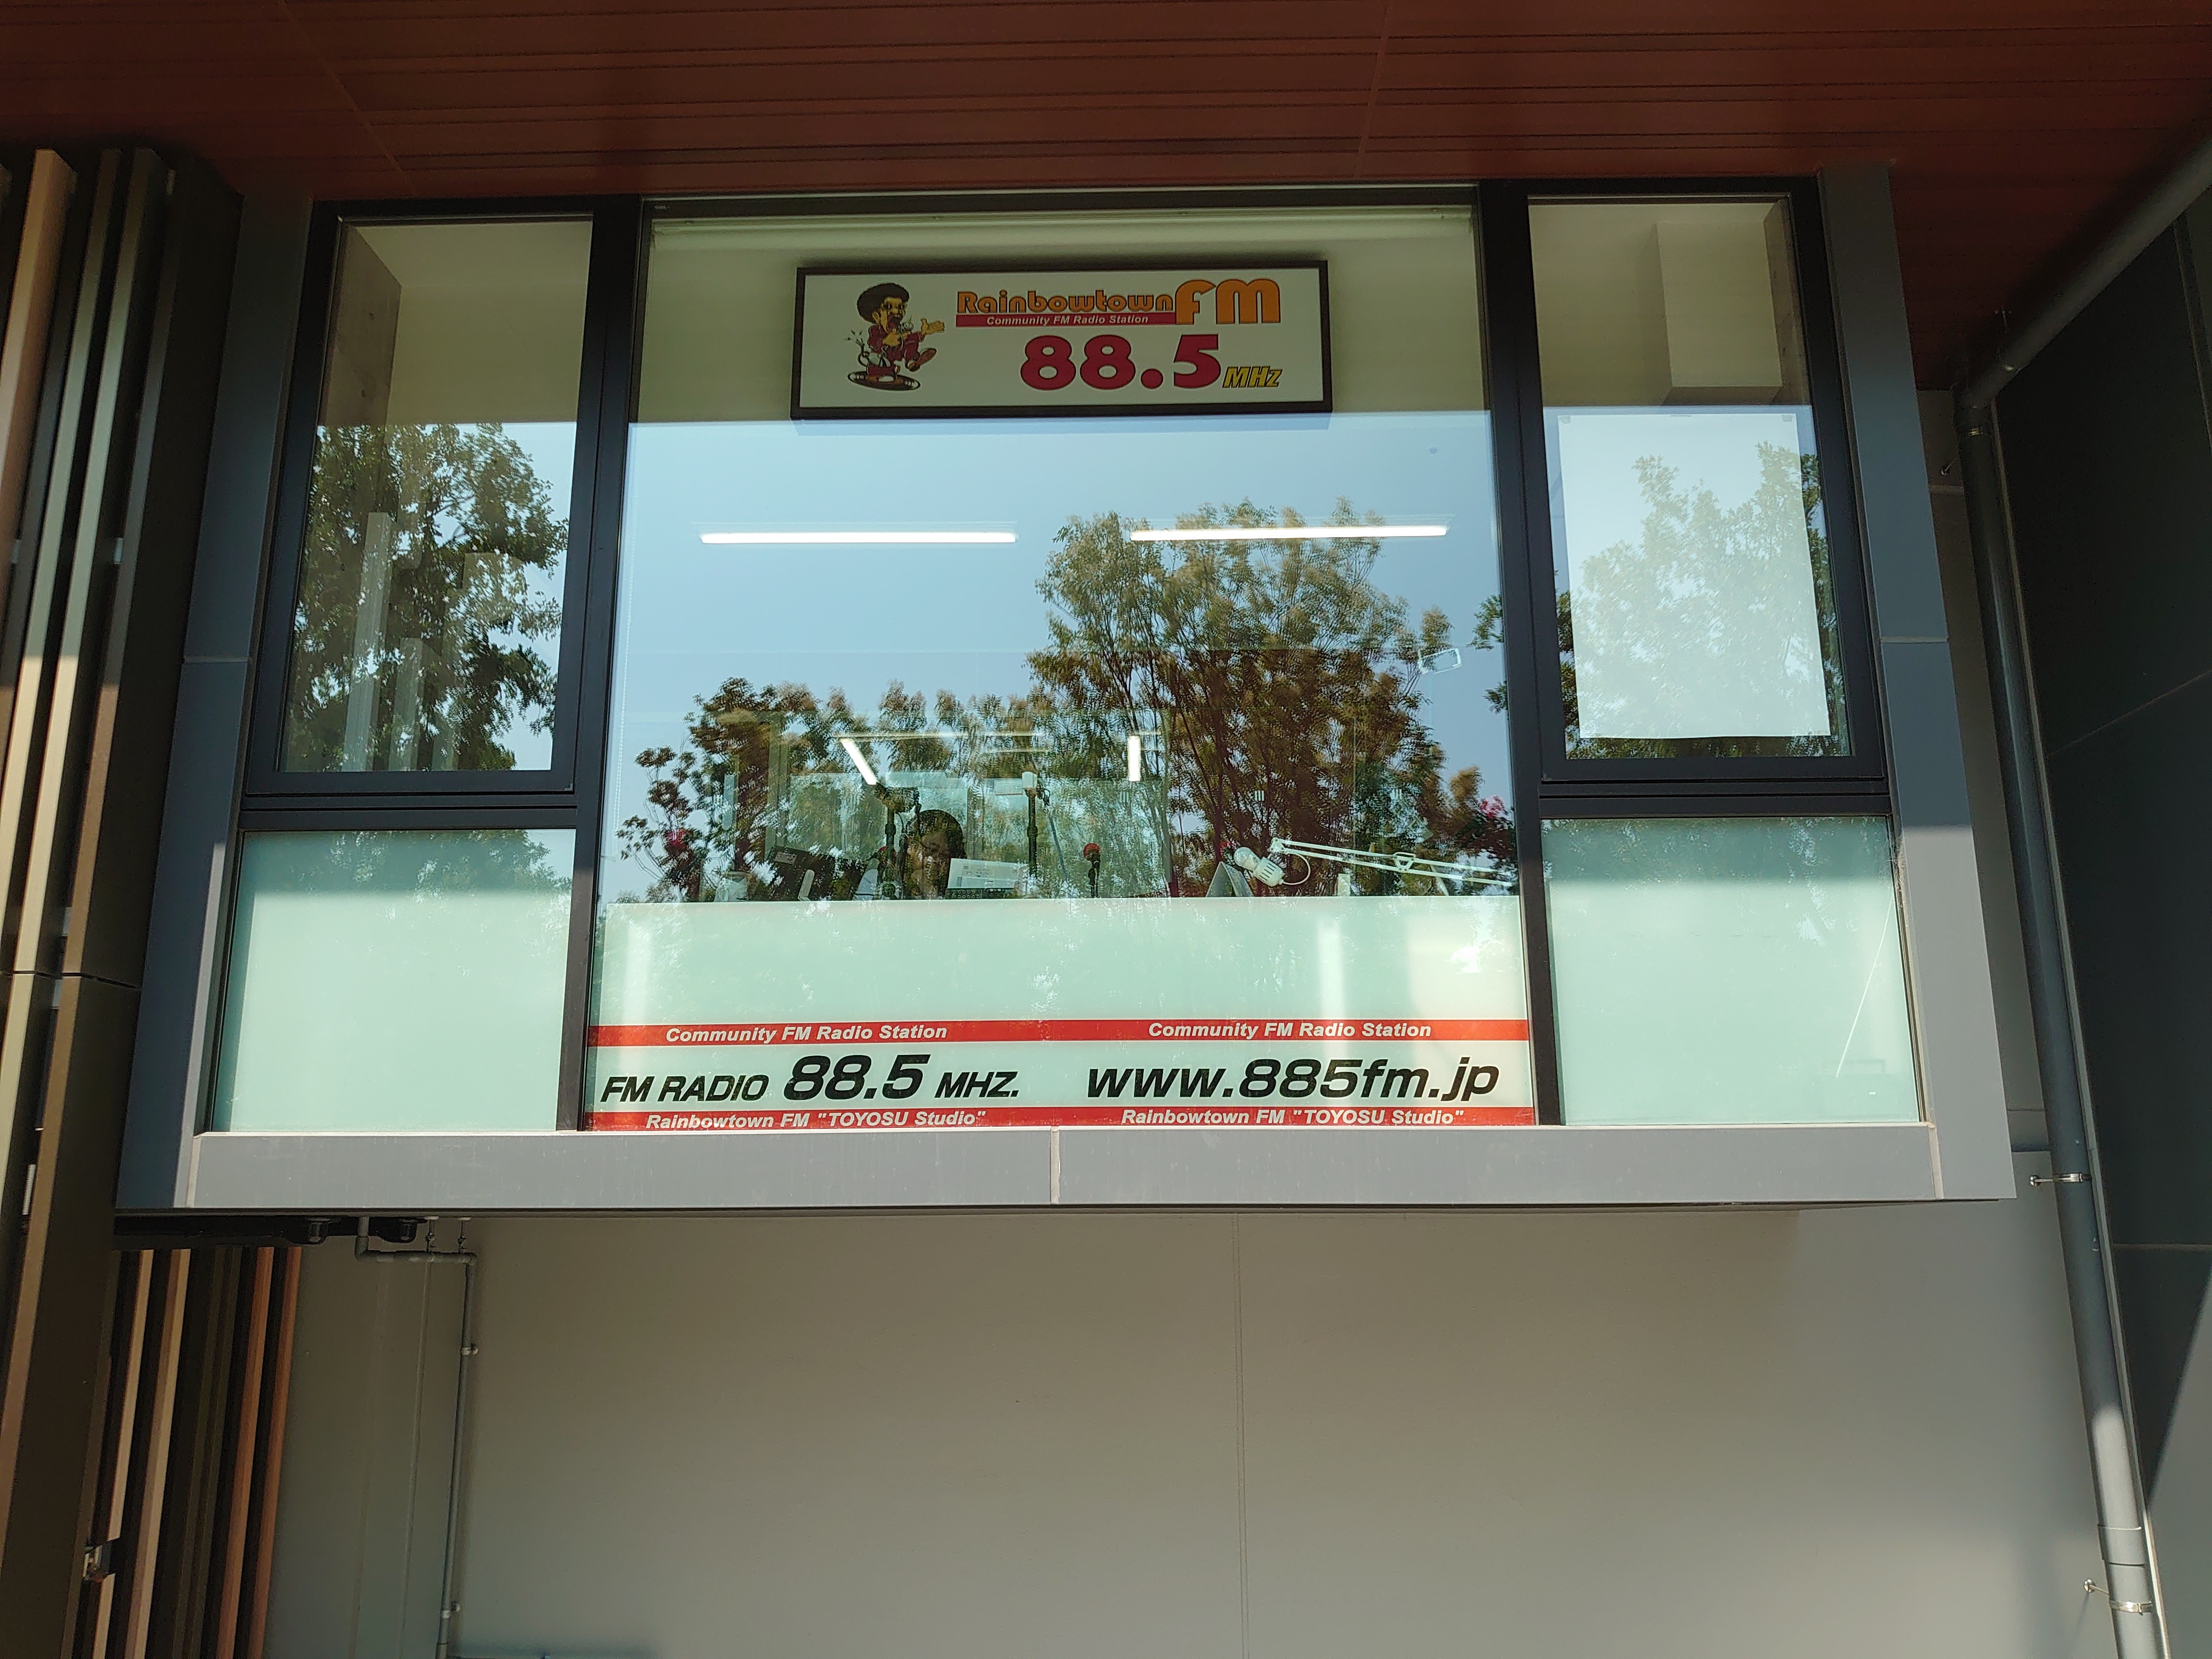 Rainbowtown FM
Community FM Radio Station
88.5 MHz
Community FM Radio Station Community FM Radio Station
FM RADIO 88.5 MHZ. www.885fm.jp
Rainbowtown FM "TOYOSU Studio" Rainbowtown FM "TOYOSU Studio"